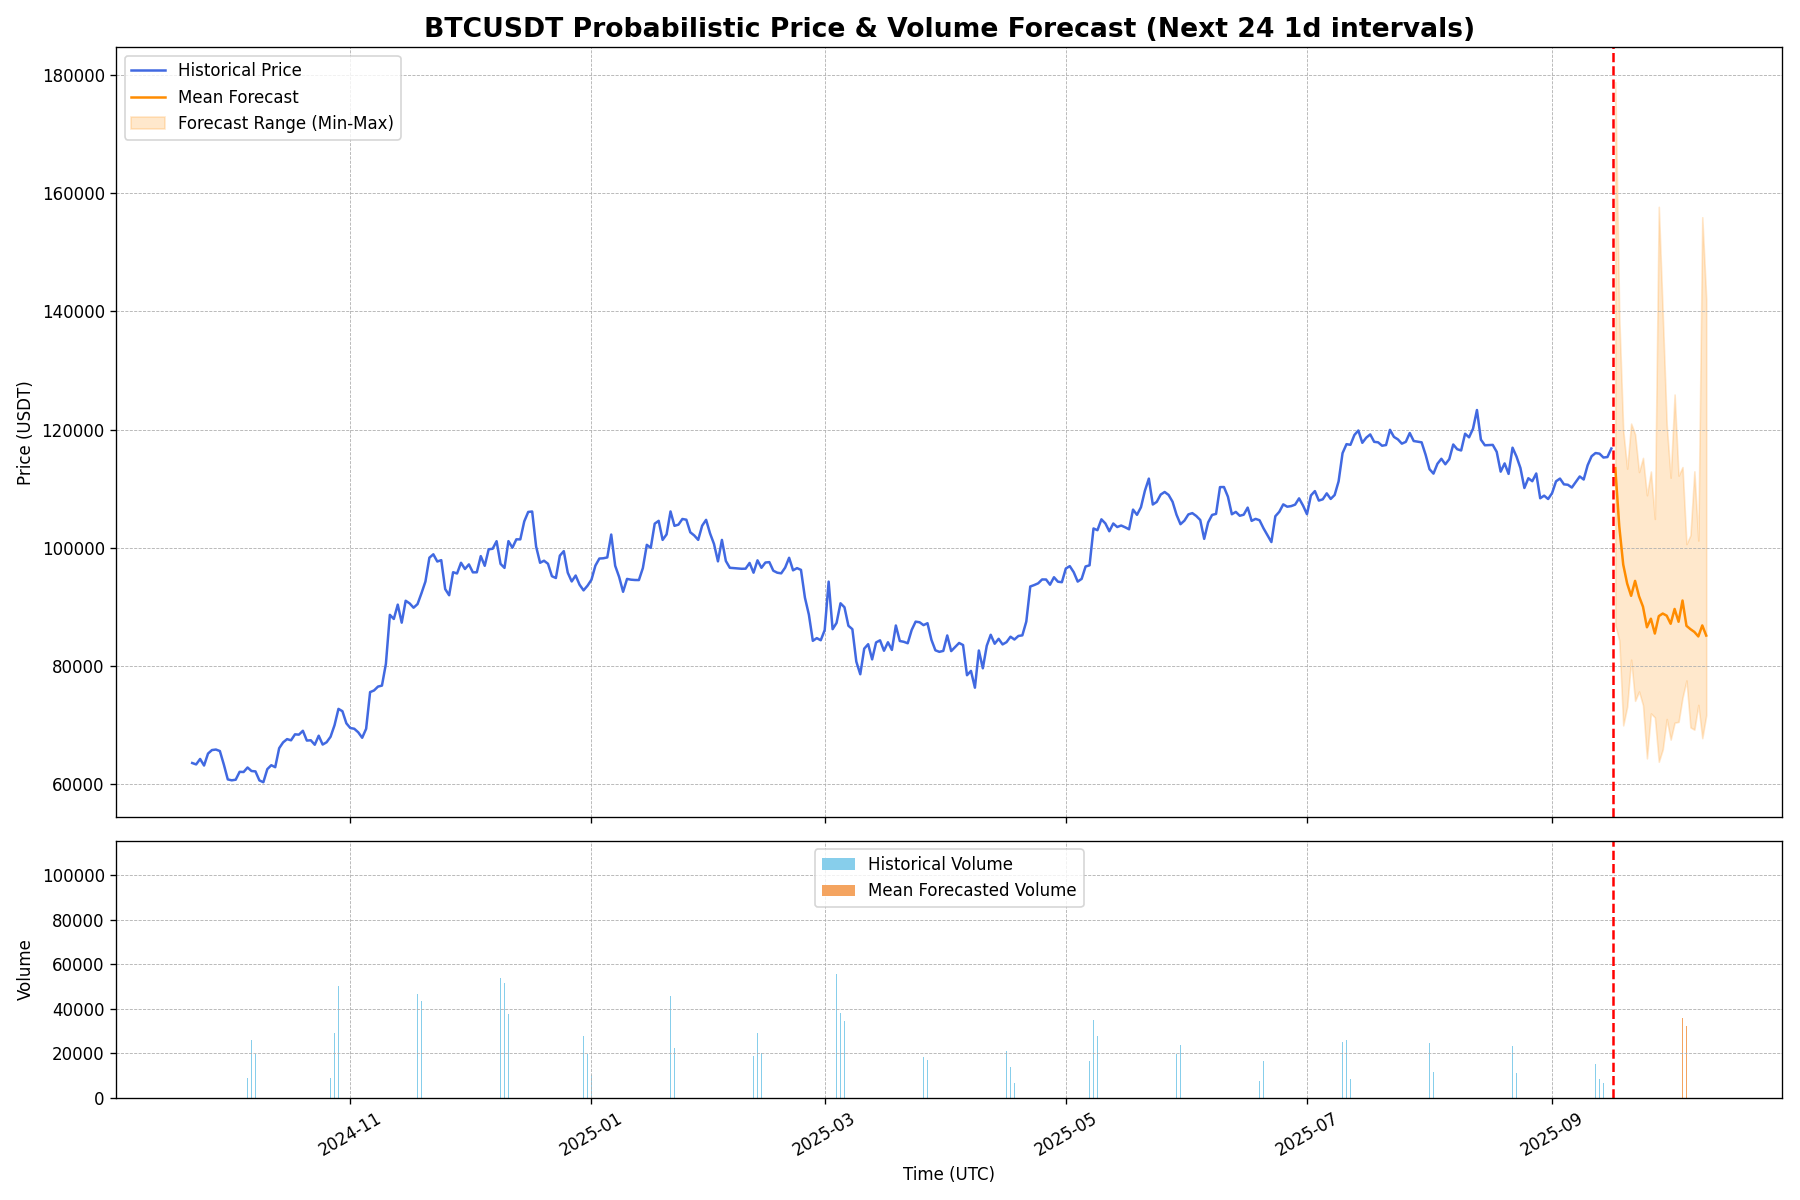 BTCUSDT Probabilistic Price & Volume Forecast (Next 24 1d intervals)
Historical Price
Mean Forecast
Forecast Range (Min-Max)
180000
160000
140000
120000
100000
80000
60000
Price (USDT)
Historical Volume
Mean Forecasted Volume
100000
80000
60000
40000
20000
0
Volume
2024-11
2025-01
2025-03
2025-05
2025-07
2025-09
Time (UTC)